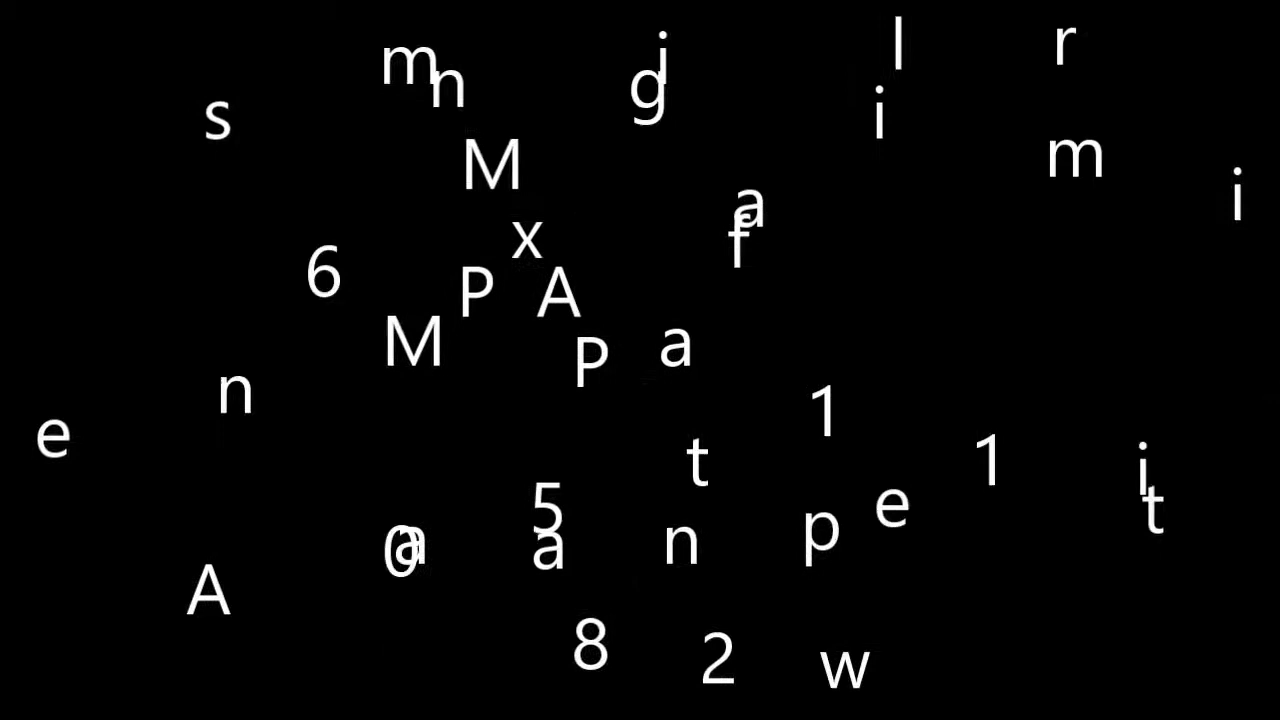 l r
m i
n g
s i
M m
i
a
x f
6
P A
M P a
n 1
e t 1 i
5 e t
0 a a n p
A
8 2 w